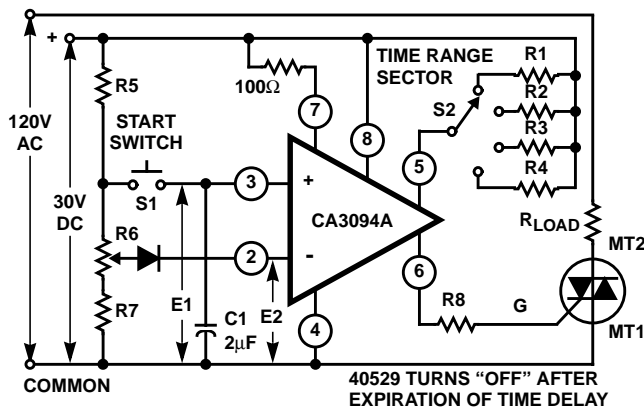 +
R5
120V
AC
30V
DC
START
SWITCH
S1
R6
R7
COMMON
E1
C1
2µF
E2
100Ω
7
8
3
2
4
+
-
CA3094A
5
6
TIME RANGE
SECTOR
S2
R1
R2
R3
R4
RLOAD
MT2
MT1
R8
G
40529 TURNS “OFF” AFTER
EXPIRATION OF TIME DELAY